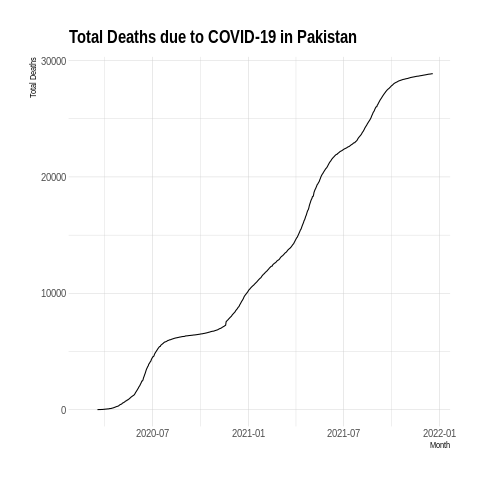 Total Deaths due to COVID-19 in Pakistan
Total Deaths
30000
20000
10000
0
2020-07 2021-01 2021-07 2022-01
Month